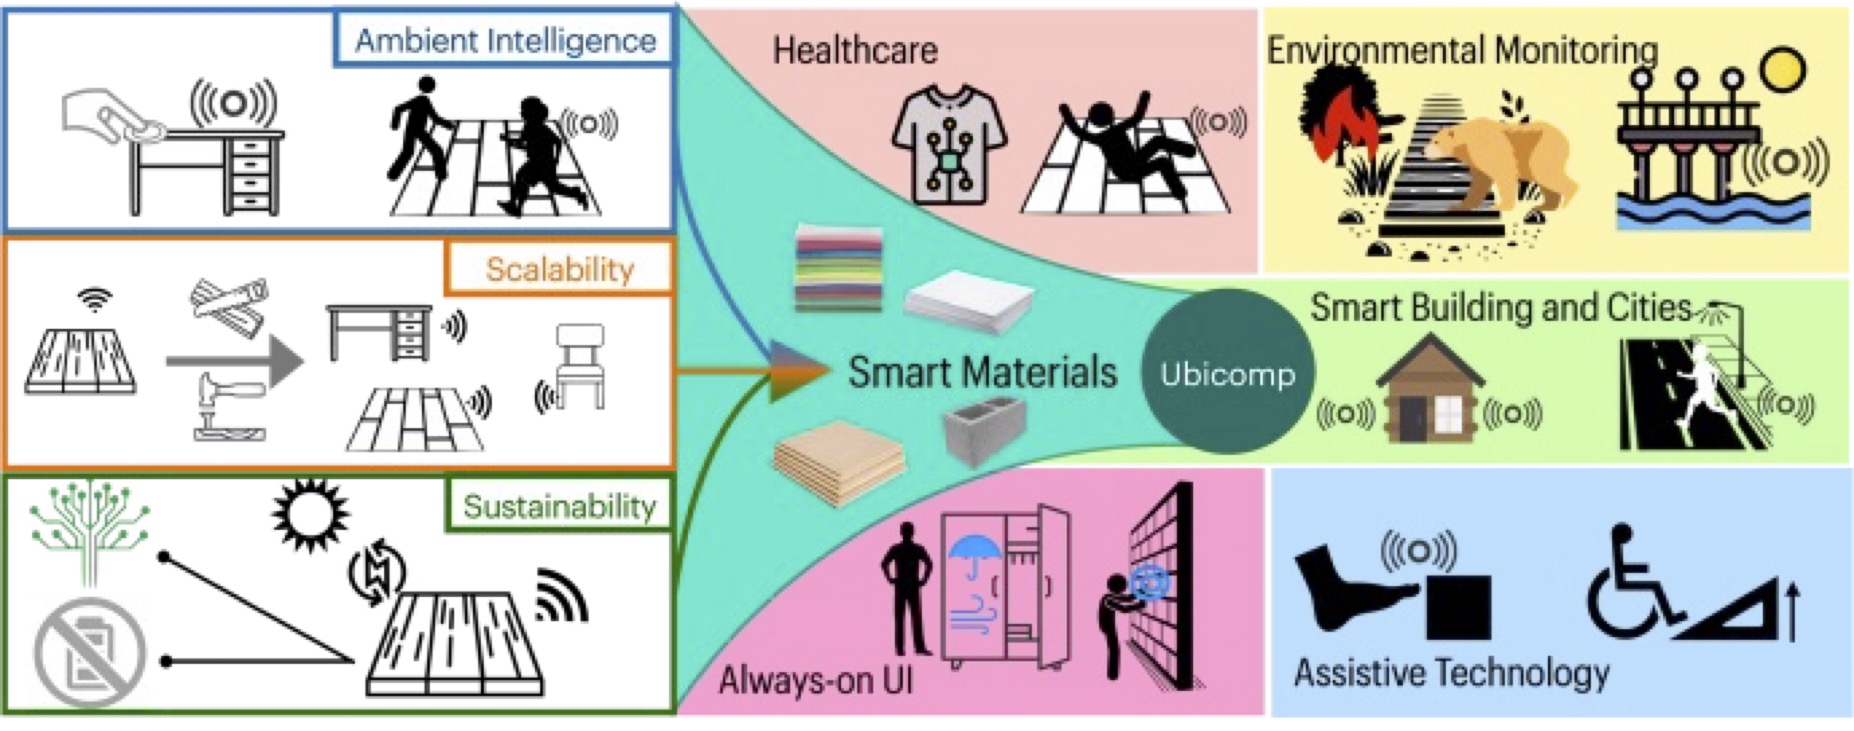 Ambient Intelligence
Healthcare
Environmental Monitoring
Scalability
Smart Materials
Ubicomp
Smart Building and Cities
Sustainability
Always-on UI
Assistive Technology